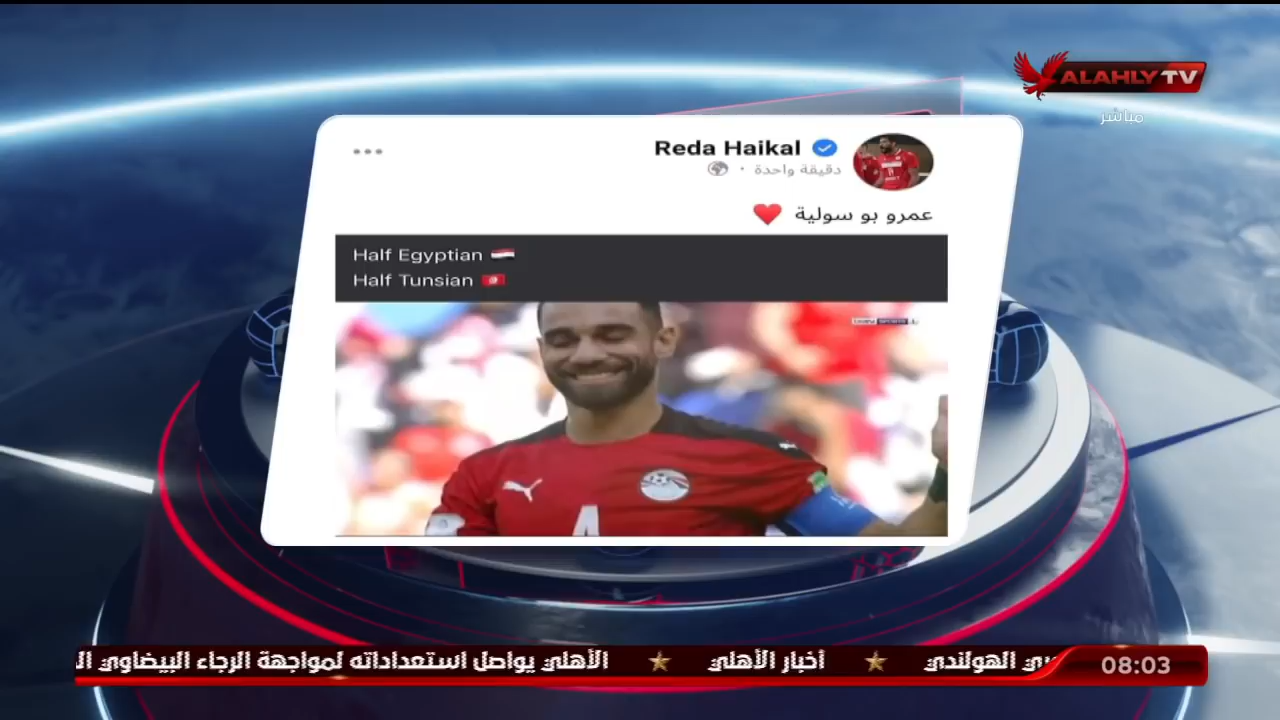 ALAHLY TV
مباشر
Reda Haikal
دقيقة واحدة
عمرو بو سولية ❤️
Half Egyptian 🇪🇬
Half Tunsian 🇹🇳
4
الهولندي ★ أخبار الأهلي ★ الأهلي يواصل استعداداته لمواجهة الرجاء البيضاوي
08:03